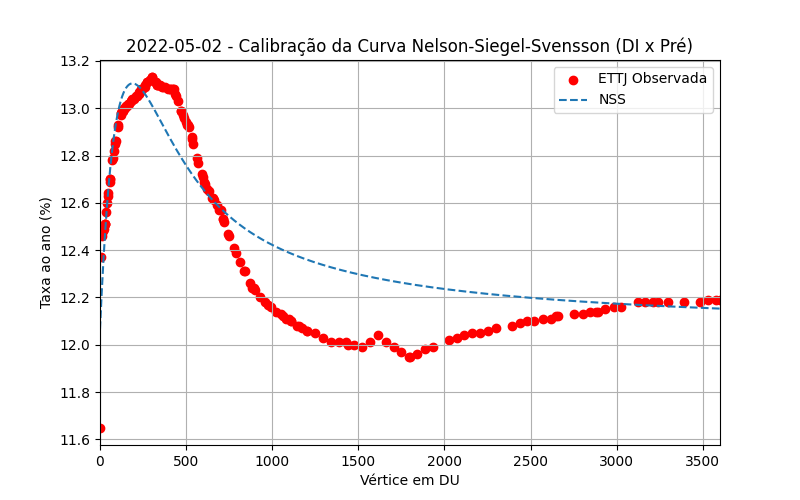 2022-05-02 - Calibração da Curva Nelson-Siegel-Svensson (DI x Pré)
ETTJ Observada
NSS
Taxa ao ano (%)
13.2
13.0
12.8
12.6
12.4
12.2
12.0
11.8
11.6
0 500 1000 1500 2000 2500 3000 3500
Vértice em DU